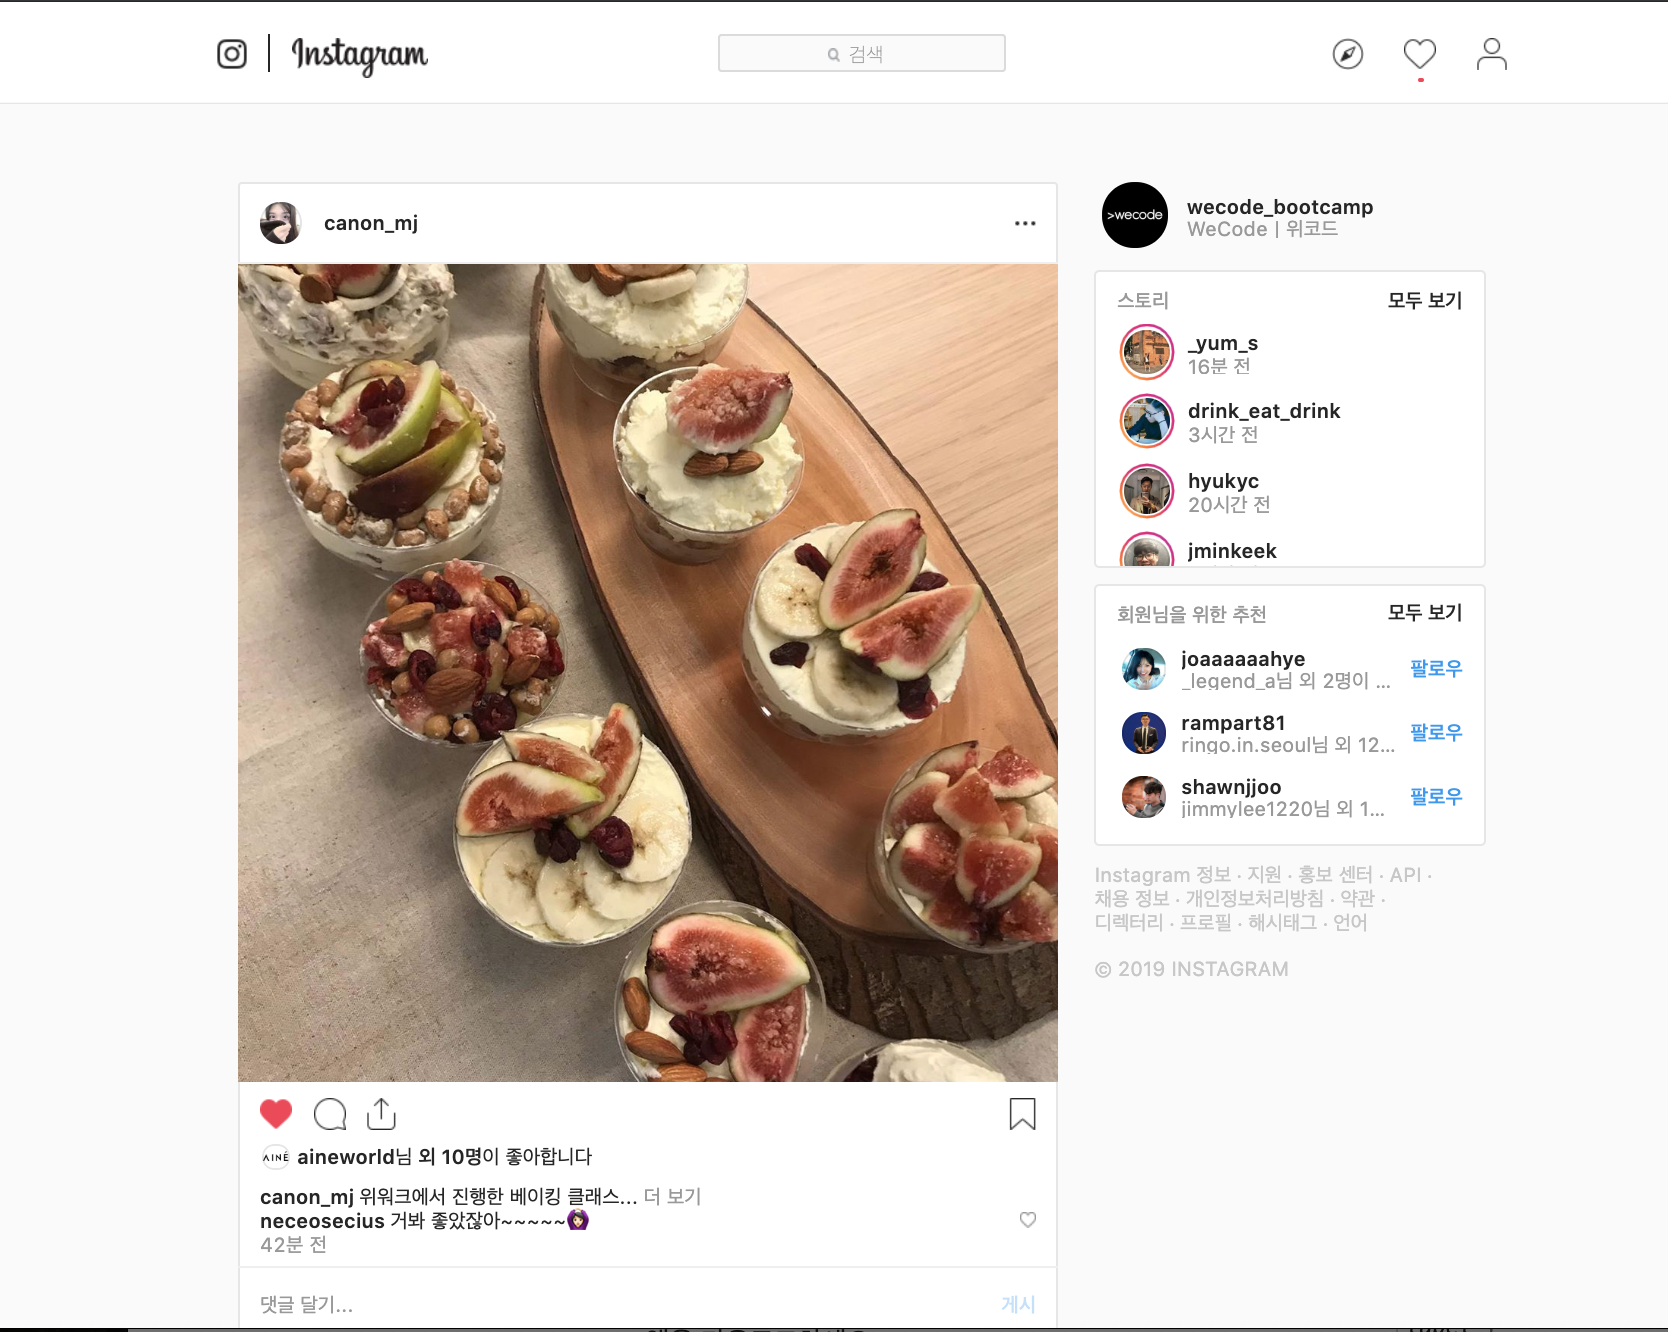 Instagram
검색
canon_mj
>wecode
wecode_bootcamp
WeCode | 위코드
스토리 모두 보기
_yum_s
16분 전
drink_eat_drink
3시간 전
hyukyc
20시간 전
jminkeek
회원님을 위한 추천 모두 보기
joaaaaaahye
_legend_a님 외 2명이 ...
팔로우
rampart81
ringo.in.seoul님 외 12...
팔로우
shawnjjoo
jimmylee1220님 외 1...
팔로우
Instagram 정보 · 지원 · 홍보 센터 · API ·
채용 정보 · 개인정보처리방침 · 약관 ·
디렉터리 · 프로필 · 해시태그 · 언어
© 2019 INSTAGRAM
AINÉ
aineworld님 외 10명이 좋아합니다
canon_mj 위워크에서 진행한 베이킹 클래스... 더 보기
neceosecius 거봐 좋았잖아~~~~~
42분 전
댓글 달기... 게시